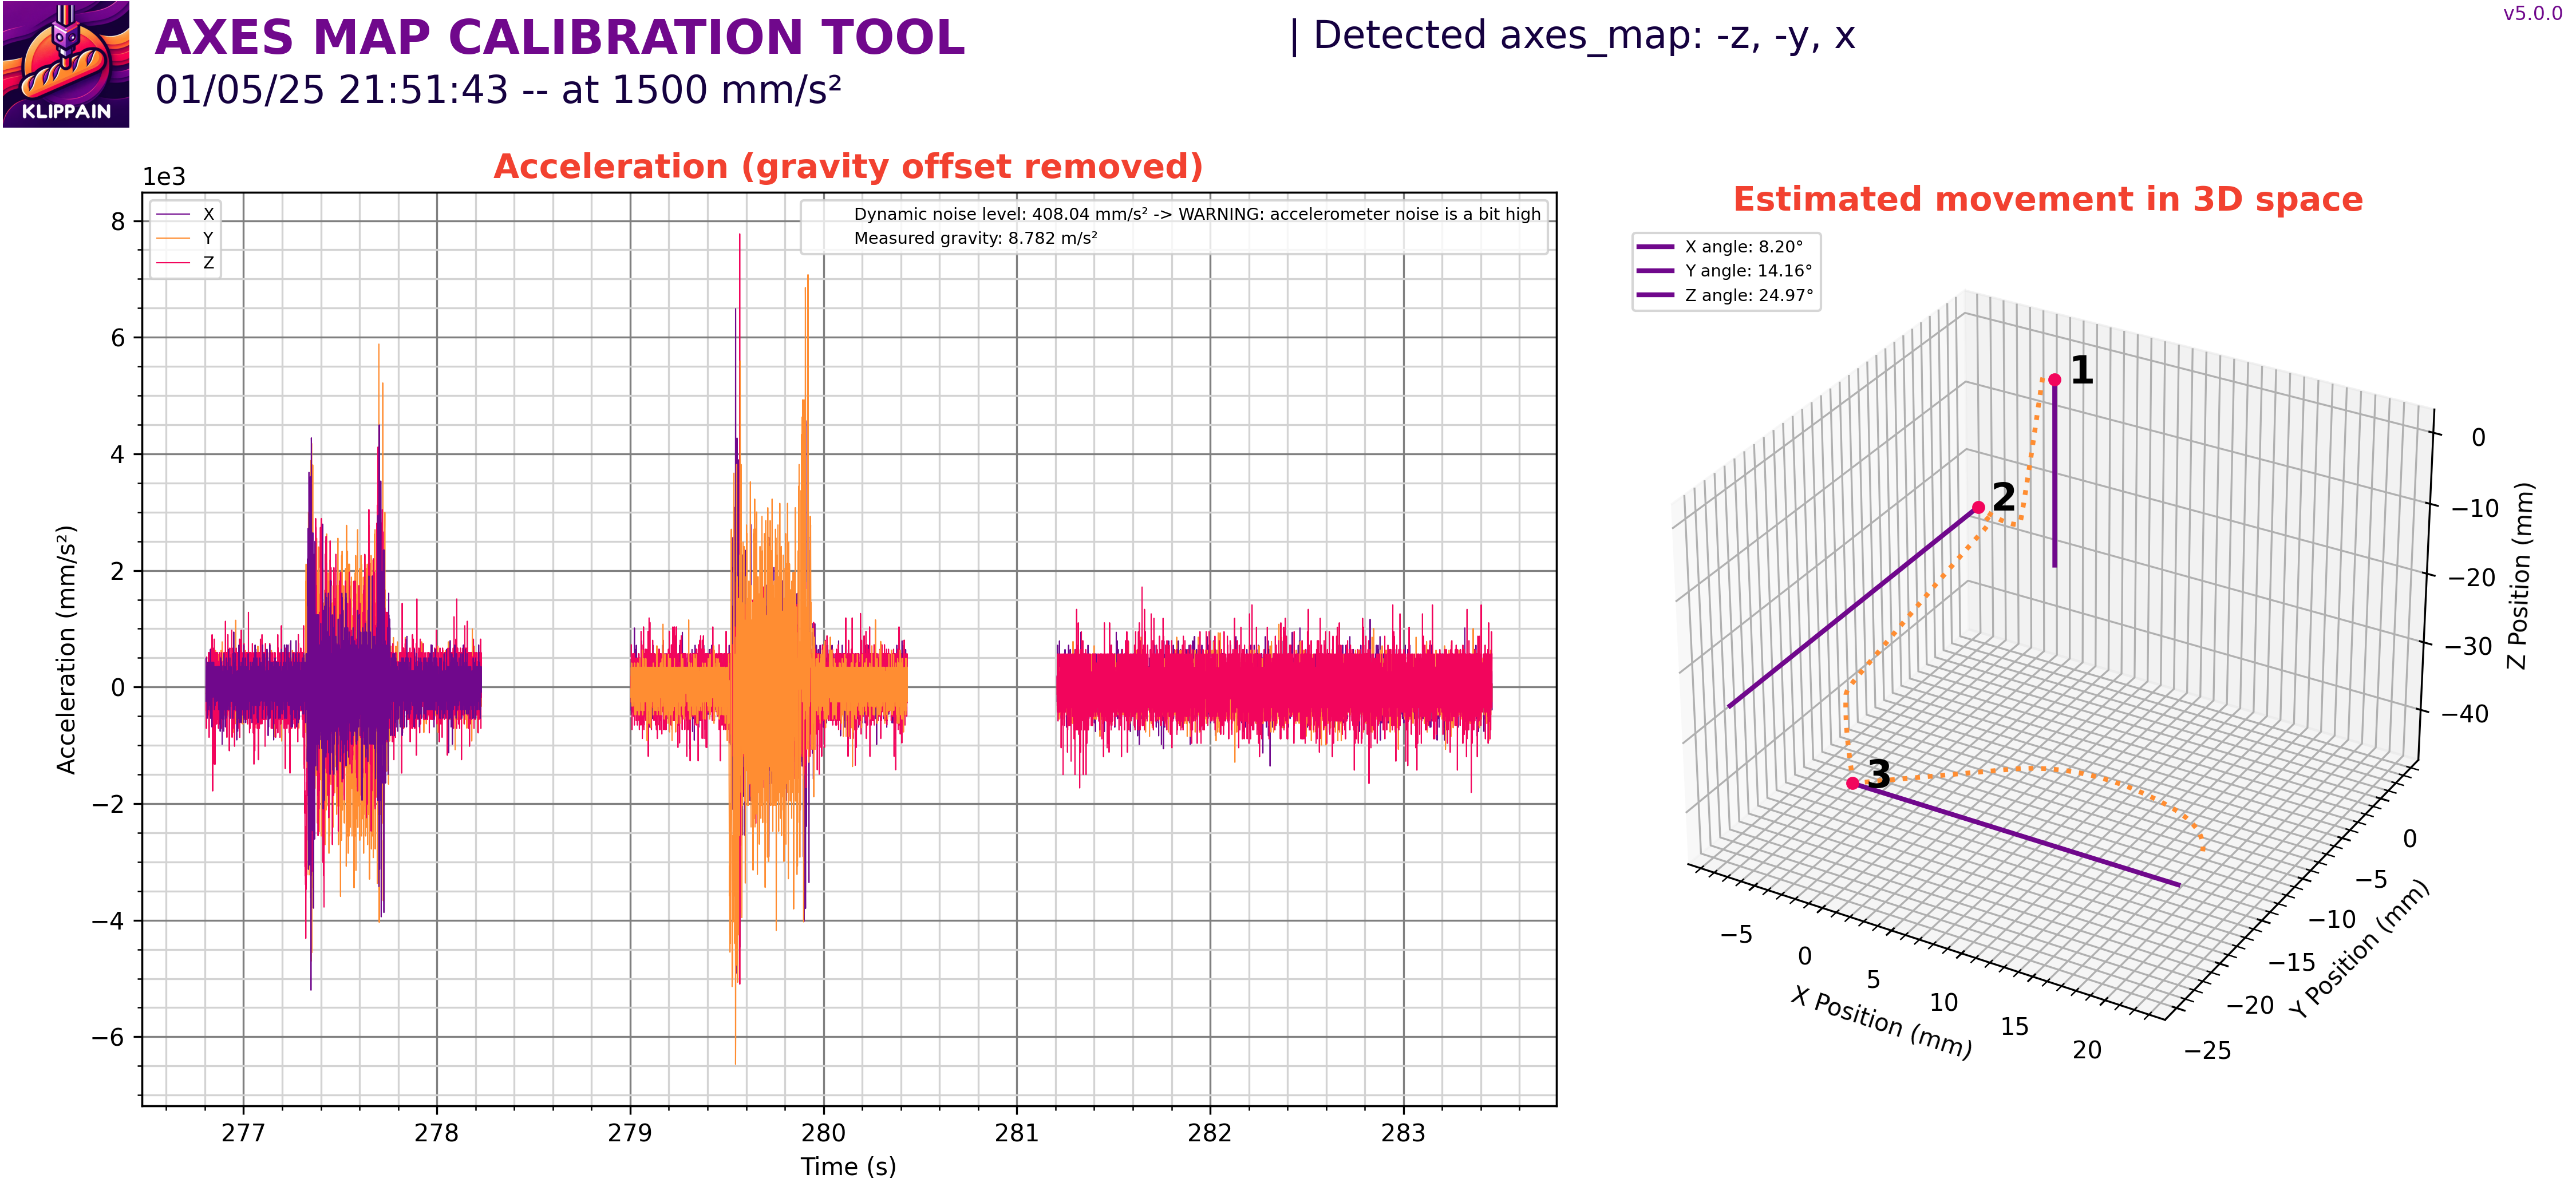 AXES MAP CALIBRATION TOOL
01/05/25 21:51:43 -- at 1500 mm/s²
| Detected axes_map: -z, -y, x
v5.0.0
KLIPPAIN
Acceleration (gravity offset removed)
1e3
X
Y
Z
Dynamic noise level: 408.04 mm/s² -> WARNING: accelerometer noise is a bit high
Measured gravity: 8.782 m/s²
8
6
4
2
0
−2
−4
−6
Acceleration (mm/s²)
277
278
279
280
281
282
283
Time (s)
Estimated movement in 3D space
X angle: 8.20°
Y angle: 14.16°
Z angle: 24.97°
1
2
3
0
−10
−20
−30
−40
Z Position (mm)
0
−5
−10
−15
−20
−25
Y Position (mm)
−5
0
5
10
15
20
X Position (mm)